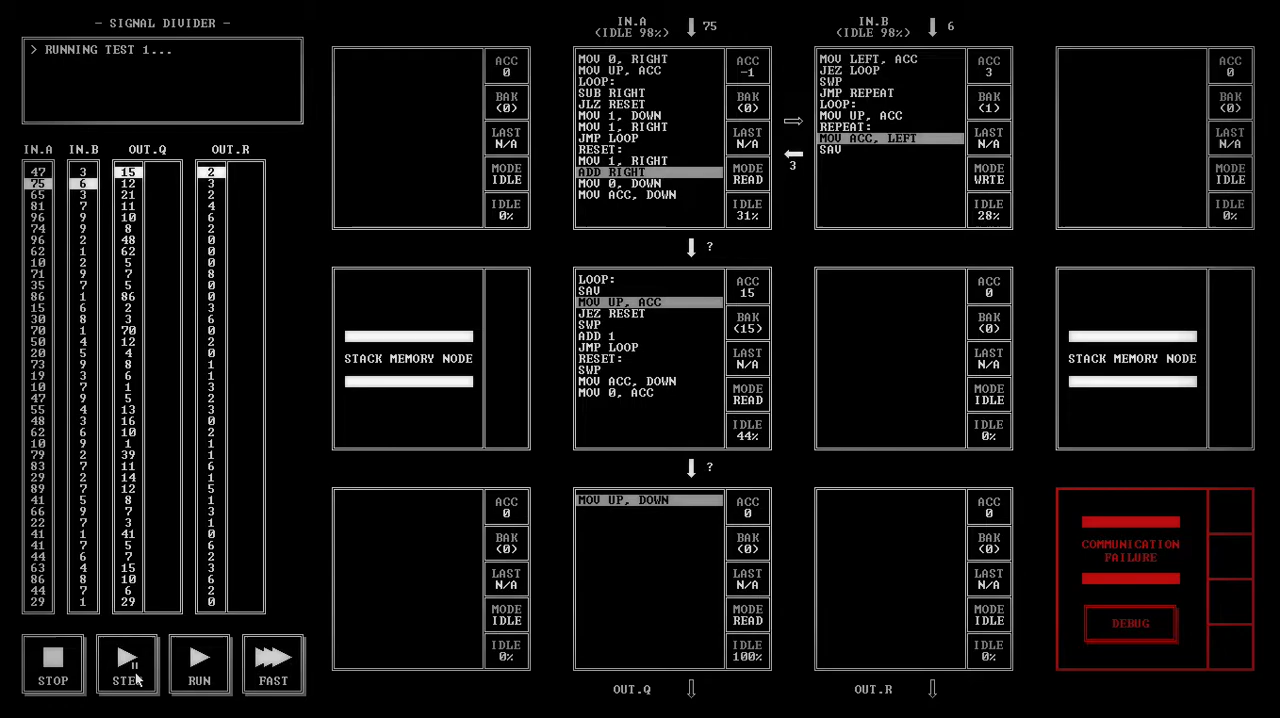 - SIGNAL DIVIDER -
> RUNNING TEST 1...
IN.A IN.B OUT.Q OUT.R
47 3 15 2
75 6 12 3
65 3 21 2
81 7 11 4
96 9 10 6
74 9 8 2
96 2 48 0
62 1 62 0
10 2 5 0
71 9 7 8
35 7 5 0
86 1 86 0
15 6 2 3
30 8 3 6
70 1 70 0
50 4 12 2
20 5 4 0
73 9 8 1
19 3 6 1
10 7 1 3
47 9 5 2
55 4 13 3
48 3 16 0
62 6 10 2
10 9 1 1
79 2 39 1
83 7 11 6
29 2 14 1
89 7 12 5
41 5 8 1
66 9 7 3
22 7 3 1
41 1 41 0
41 7 5 6
44 6 7 2
63 4 15 3
86 8 10 6
44 7 6 2
29 1 29 0
STOP
STEP
RUN
FAST
IN.A
(IDLE 98%)
75
IN.B
(IDLE 98%)
6
ACC
0
BAK
(0)
LAST
N/A
MODE
IDLE
IDLE
0%
MOV 0, RIGHT
MOV UP, ACC
LOOP:
SUB RIGHT
JLZ RESET
MOV 1, DOWN
MOV 1, RIGHT
JMP LOOP
RESET:
MOV 1, RIGHT
ADD RIGHT
MOV 0, DOWN
MOV ACC, DOWN
ACC
-1
BAK
(0)
LAST
N/A
MODE
READ
IDLE
31%
3
MOV LEFT, ACC
JEZ LOOP
SWP
JMP REPEAT
LOOP:
MOV UP, ACC
REPEAT:
MOV ACC, LEFT
SAV
ACC
3
BAK
(1)
LAST
N/A
MODE
WRTE
IDLE
28%
ACC
0
BAK
(0)
LAST
N/A
MODE
IDLE
IDLE
0%
?
STACK MEMORY NODE
LOOP:
SAV
MOV UP, ACC
JEZ RESET
SWP
ADD 1
JMP LOOP
RESET:
SWP
MOV ACC, DOWN
MOV 0, ACC
ACC
15
BAK
(15)
LAST
N/A
MODE
READ
IDLE
44%
ACC
0
BAK
(0)
LAST
N/A
MODE
IDLE
IDLE
0%
STACK MEMORY NODE
?
ACC
0
BAK
(0)
LAST
N/A
MODE
IDLE
IDLE
0%
MOV UP, DOWN
ACC
0
BAK
(0)
LAST
N/A
MODE
READ
IDLE
100%
ACC
0
BAK
(0)
LAST
N/A
MODE
IDLE
IDLE
0%
COMMUNICATION
FAILURE
DEBUG
OUT.Q
OUT.R